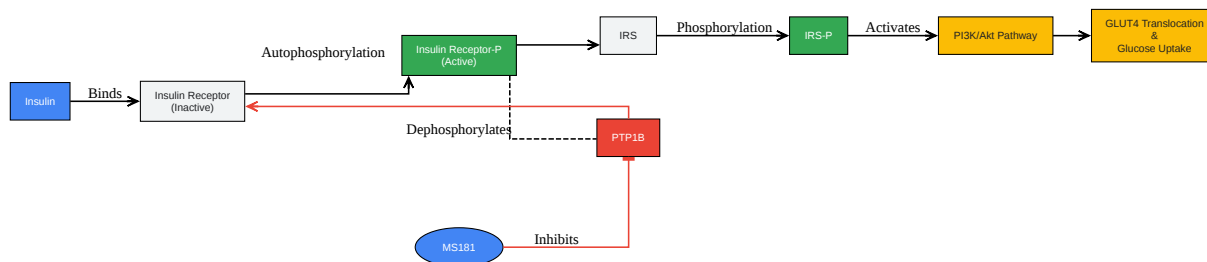 Insulin
Binds
Insulin Receptor
(Inactive)
Autophosphorylation
Insulin Receptor-P
(Active)
IRS
Phosphorylation
IRS-P
Activates
PI3K/Akt Pathway
GLUT4 Translocation
&
Glucose Uptake
Dephosphorylates
PTP1B
MS181
Inhibits